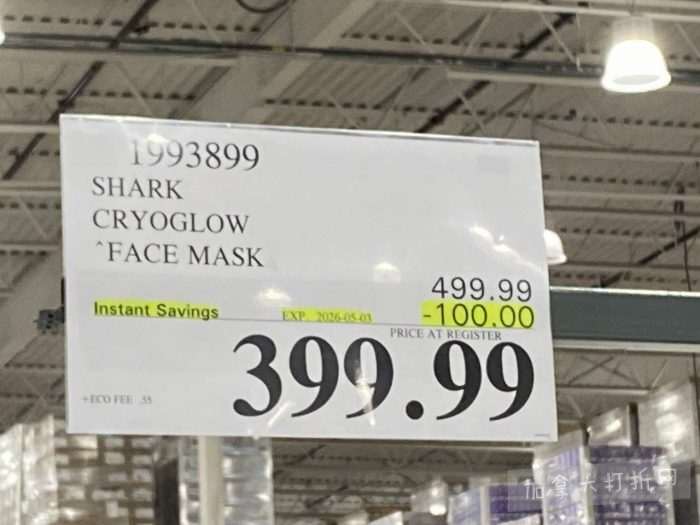 1993899
SHARK
CRYOGLOW
^FACE MASK
499.99
Instant Savings EXP. 2026-05-03 -100.00
PRICE AT REGISTER
399.99
+ECO FEE .55
加拿大打折网